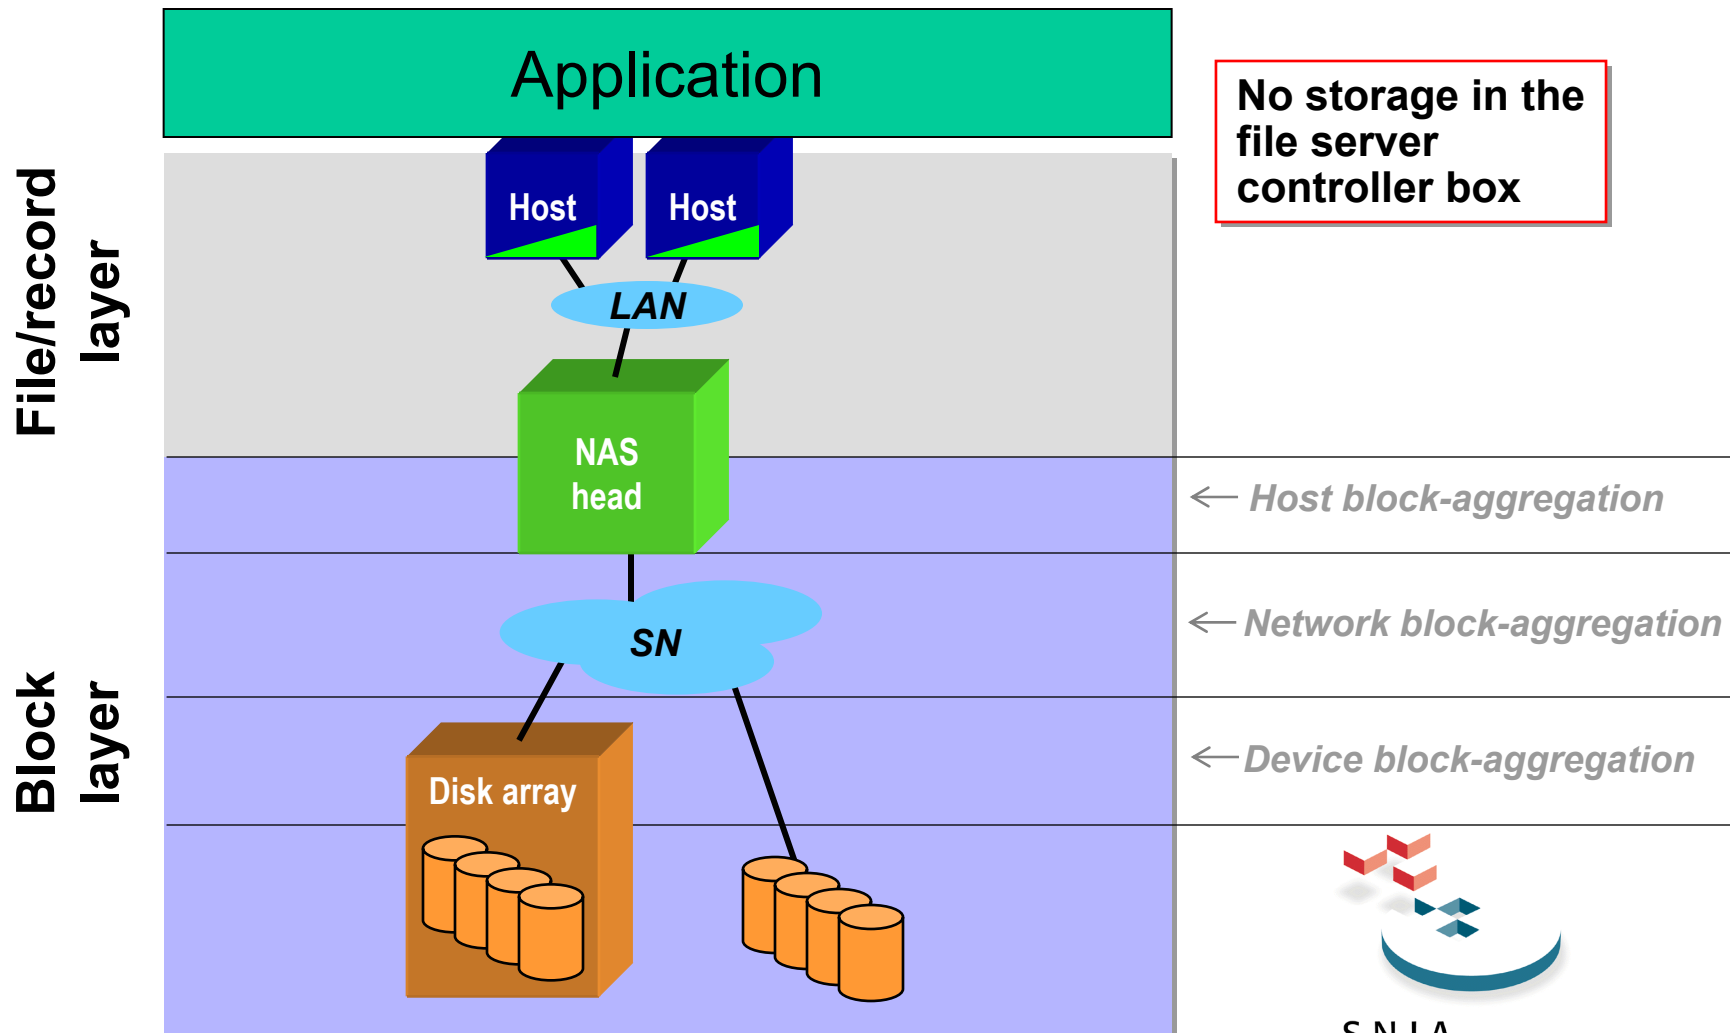 Application
No storage in the
file server
controller box
File/record
layer
Host
Host
LAN
NAS
head
Host block-aggregation
SN
Network block-aggregation
Block
layer
Disk array
Device block-aggregation
SNIA